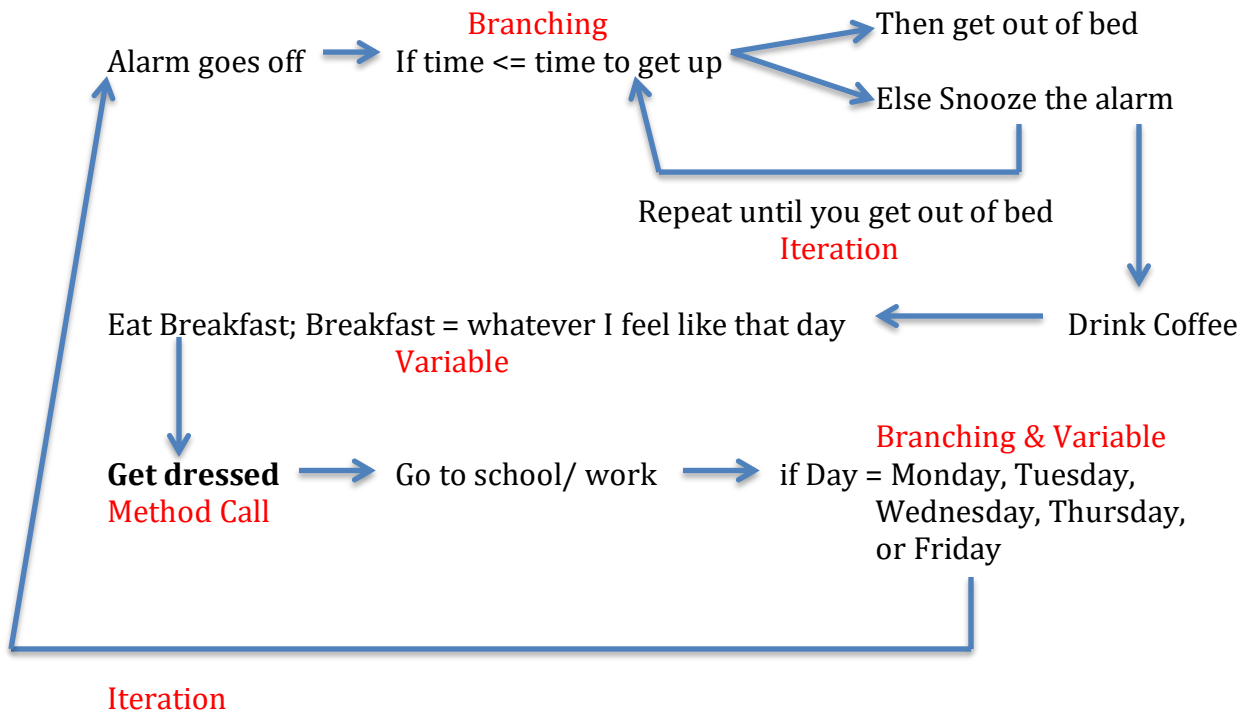 Branching
Then get out of bed
Alarm goes off
If time <= time to get up
Else Snooze the alarm
Repeat until you get out of bed
Iteration
Eat Breakfast; Breakfast = whatever I feel like that day
Drink Coffee
Variable
Branching & Variable
Get dressed
Go to school/ work
if Day = Monday, Tuesday,
Wednesday, Thursday,
or Friday
Method Call
Iteration